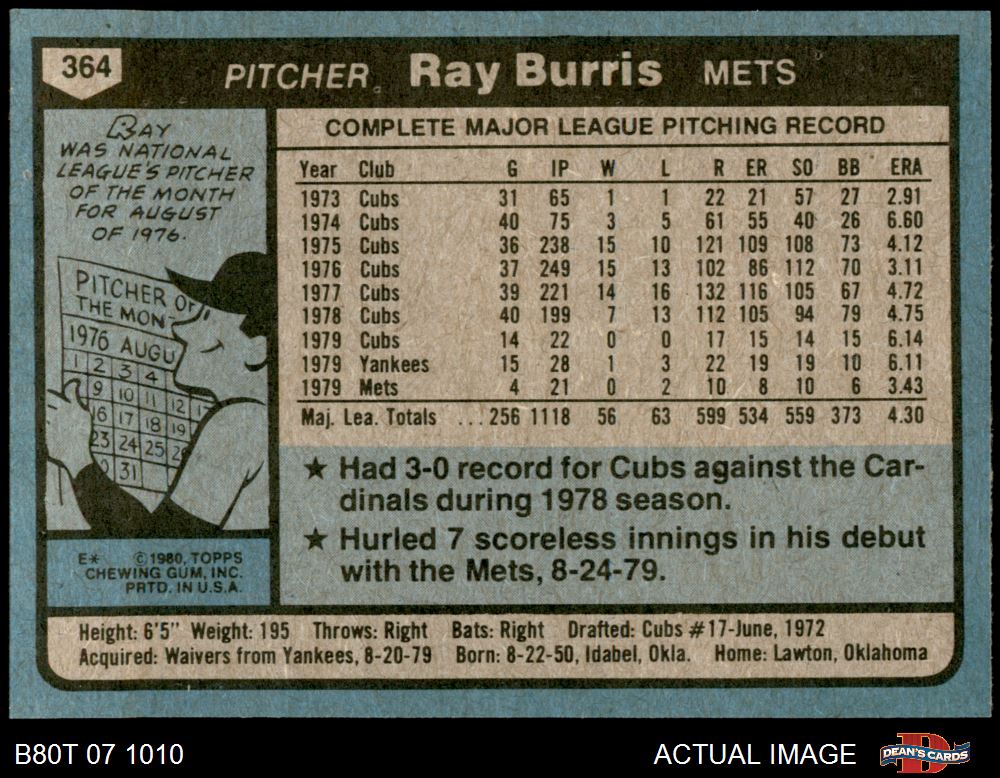 364
PITCHER Ray Burris METS
RAY
WAS NATIONAL
LEAGUE'S PITCHER
OF THE MONTH
FOR AUGUST
OF 1976.
PITCHER OF
THE MON
1976 AUGU
1 2 3 4
9 10 11 12 1
16 17 18 19
23 24 25 26
0 31
E* ©1980, TOPPS
CHEWING GUM, INC.
PRTD. IN U.S.A.
COMPLETE MAJOR LEAGUE PITCHING RECORD
Year Club G IP W L R ER SO BB ERA
1973 Cubs 31 65 1 1 22 21 57 27 2.91
1974 Cubs 40 75 3 5 61 55 40 26 6.60
1975 Cubs 36 238 15 10 121 109 108 73 4.12
1976 Cubs 37 249 15 13 102 86 112 70 3.11
1977 Cubs 39 221 14 16 132 116 105 67 4.72
1978 Cubs 40 199 7 13 112 105 94 79 4.75
1979 Cubs 14 22 0 0 17 15 14 15 6.14
1979 Yankees 15 28 1 3 22 19 19 10 6.11
1979 Mets 4 21 0 2 10 8 10 6 3.43
Maj. Lea. Totals ... 256 1118 56 63 599 534 559 373 4.30
★ Had 3-0 record for Cubs against the Car-
dinals during 1978 season.
★ Hurled 7 scoreless innings in his debut
with the Mets, 8-24-79.
Height: 6'5" Weight: 195 Throws: Right Bats: Right Drafted: Cubs #17-June, 1972
Acquired: Waivers from Yankees, 8-20-79 Born: 8-22-50, Idabel, Okla. Home: Lawton, Oklahoma
B80T 07 1010 ACTUAL IMAGE DEAN'S CARDS